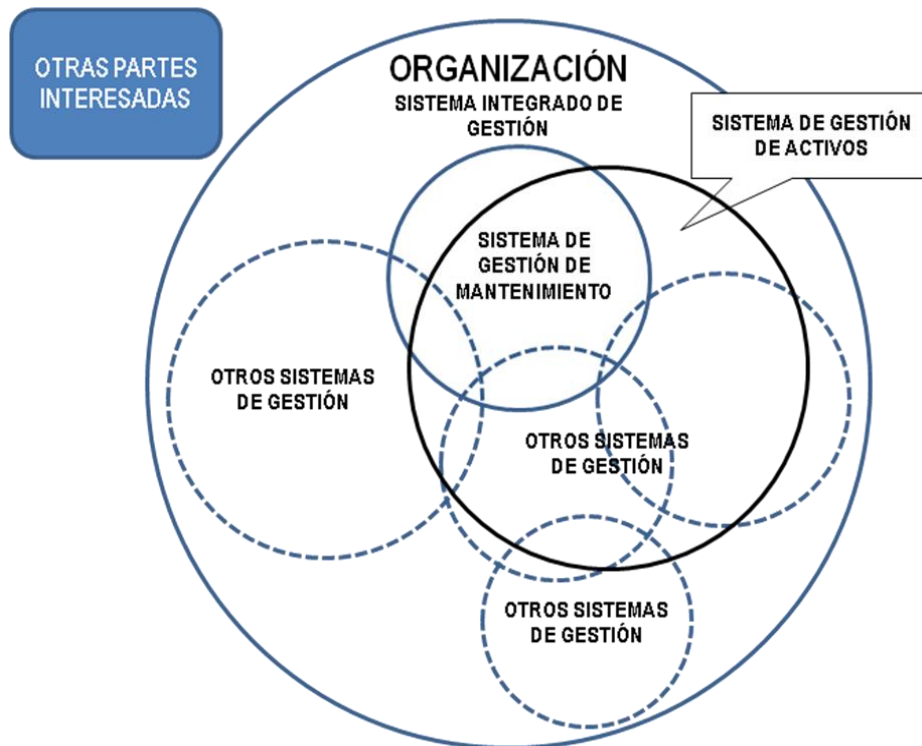 OTRAS PARTES
INTERESADAS
ORGANIZACIÓN
SISTEMA INTEGRADO DE
GESTIÓN
SISTEMA DE GESTIÓN
DE ACTIVOS
SISTEMA DE
GESTIÓN DE
MANTENIMIENTO
OTROS SISTEMAS
DE GESTIÓN
OTROS SISTEMAS
DE GESTIÓN
OTROS SISTEMAS
DE GESTIÓN